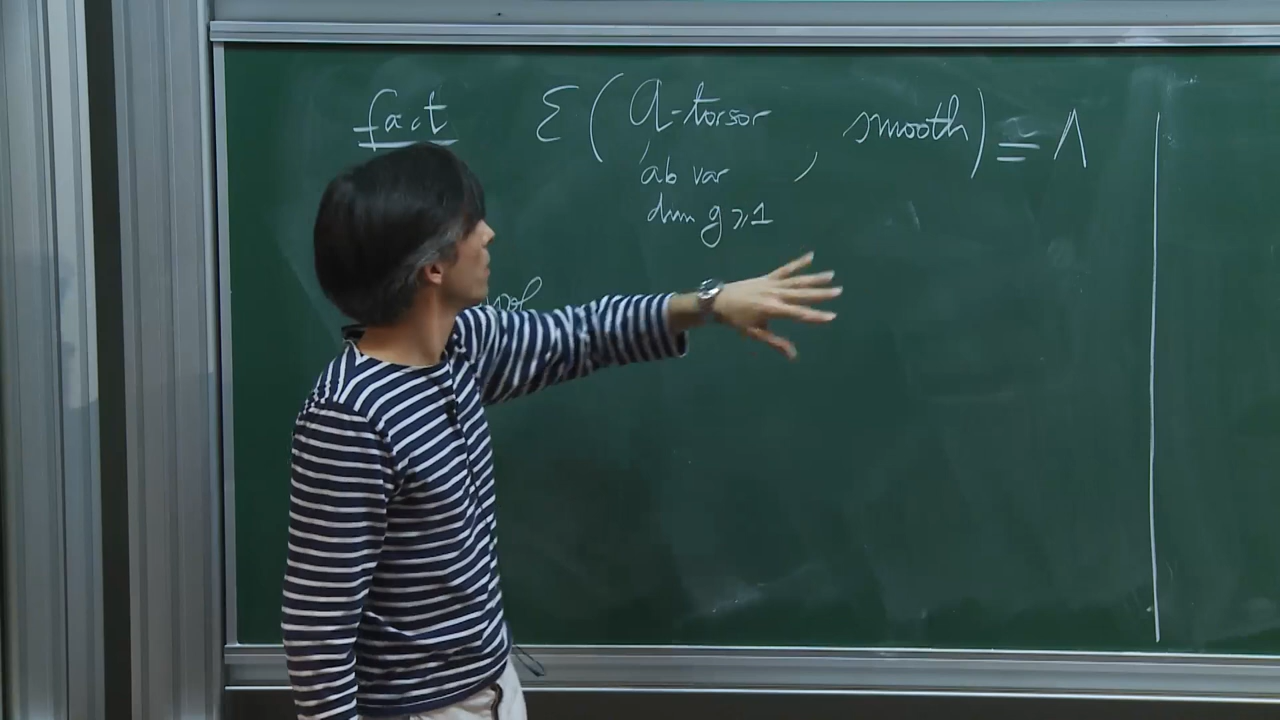 fact Σ(A-torsor, smooth) = Λ
ab var
dim g ≥ 1